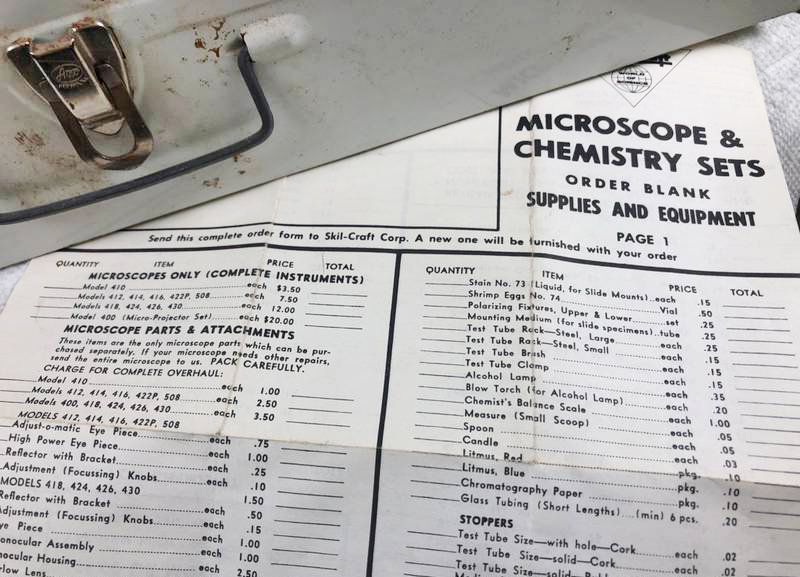 WORLD OF SCIENCE
MICROSCOPE &
CHEMISTRY SETS
ORDER BLANK
SUPPLIES AND EQUIPMENT
PAGE 1
Send this complete order form to Skil-Craft Corp. A new one will be furnished with your order
QUANTITY ITEM PRICE TOTAL
MICROSCOPES ONLY (COMPLETE INSTRUMENTS)
Model 410 each $3.50
Models 412, 414, 416, 422P, 508 each 7.50
Models 418, 424, 426, 430 each 12.00
Model 400 (Micro-Projector Set) each $20.00
MICROSCOPE PARTS & ATTACHMENTS
These items are the only microscope parts which can be pur-
chased separately. If your microscope needs other repairs,
send the entire microscope to us. PACK CAREFULLY.
CHARGE FOR COMPLETE OVERHAUL:
Model 410 each 1.00
Models 412, 414, 416, 422P, 508 each 2.50
Models 400, 418, 424, 426, 430 each 3.50
MODELS 412, 414, 416, 422P, 508
Adjust-o-matic Eye Piece each .75
High Power Eye Piece each 1.00
Reflector with Bracket each .25
Adjustment (Focussing) Knobs each .10
MODELS 418, 424, 426, 430
Reflector with Bracket each 1.50
Adjustment (Focussing) Knobs each .50
Eye Piece each .15
Monocular Assembly each 1.00
Monocular Housing each 1.00
Barlow Lens each 2.50
QUANTITY ITEM PRICE TOTAL
Stain No. 73 (Liquid, for Slide Mounts) each .15
Shrimp Eggs No. 74 Vial .50
Polarizing Fixtures, Upper & Lower set .25
Mounting Medium (for slide specimens) tube .25
Test Tube Rack—Steel, Large each .25
Test Tube Rack—Steel, Small each .15
Test Tube Brush each .15
Test Tube Clamp each .15
Alcohol Lamp each .35
Blow Torch (for Alcohol Lamp) each .20
Chemist's Balance Scale each 1.00
Measure (Small Scoop) each .05
Spoon each .05
Candle each .03
Litmus, Red pkg. .10
Litmus, Blue pkg. .10
Chromatography Paper pkg. .10
Glass Tubing (Short Lengths) (min) 6 pcs. .20
STOPPERS
Test Tube Size—with hole—Cork each .02
Test Tube Size—solid—Cork each .02
Test Tube Size—solid